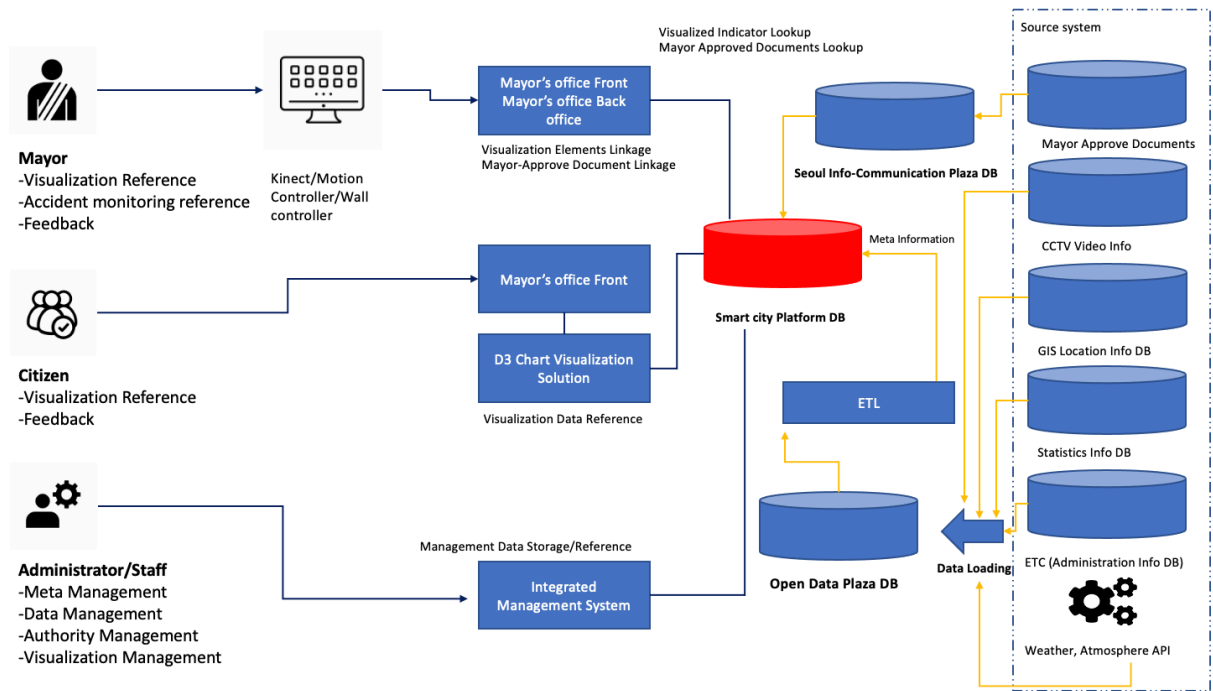 Visualized Indicator Lookup
Mayor Approved Documents Lookup
Source system
Mayor's office Front
Mayor's office Back
office
Visualization Elements Linkage
Mayor-Approve Document Linkage
Mayor
-Visualization Reference
-Accident monitoring reference
-Feedback
Kinect/Motion
Controller/Wall
controller
Seoul Info-Communication Plaza DB
Mayor Approve Documents
CCTV Video Info
Meta Information
Mayor's office Front
Smart city Platform DB
GIS Location Info DB
D3 Chart Visualization
Solution
Visualization Data Reference
Citizen
-Visualization Reference
-Feedback
ETL
Statistics Info DB
Management Data Storage/Reference
Integrated
Management System
Open Data Plaza DB
Data Loading
ETC (Administration Info DB)
Weather, Atmosphere API
Administrator/Staff
-Meta Management
-Data Management
-Authority Management
-Visualization Management